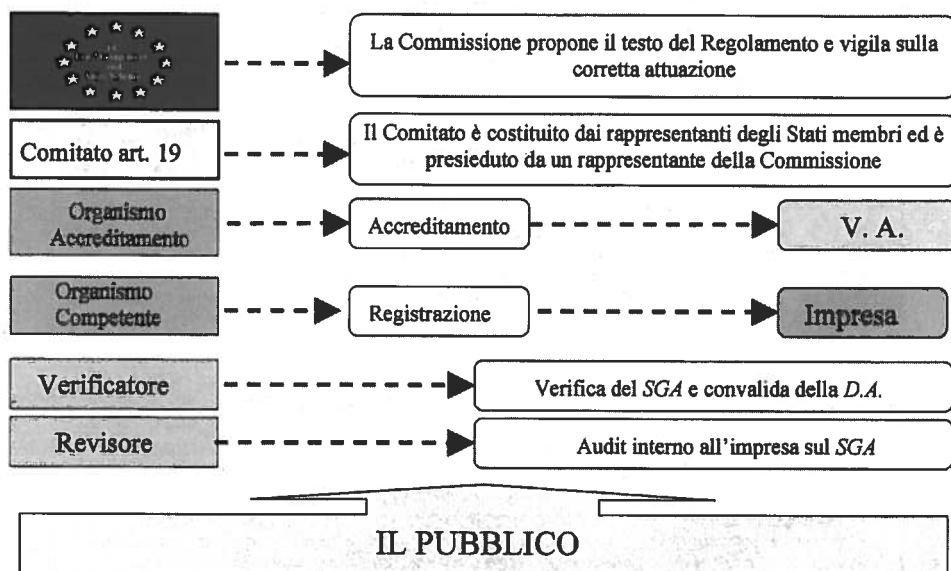 La Commissione propone il testo del Regolamento e vigila sulla
corretta attuazione
Comitato art. 19
Il Comitato è costituito dai rappresentanti degli Stati membri ed è
presieduto da un rappresentante della Commissione
Organismo
Accreditamento
Accreditamento
V. A.
Organismo
Competente
Registrazione
Impresa
Verificatore
Verifica del SGA e convalida della D.A.
Revisore
Audit interno all'impresa sul SGA
IL PUBBLICO